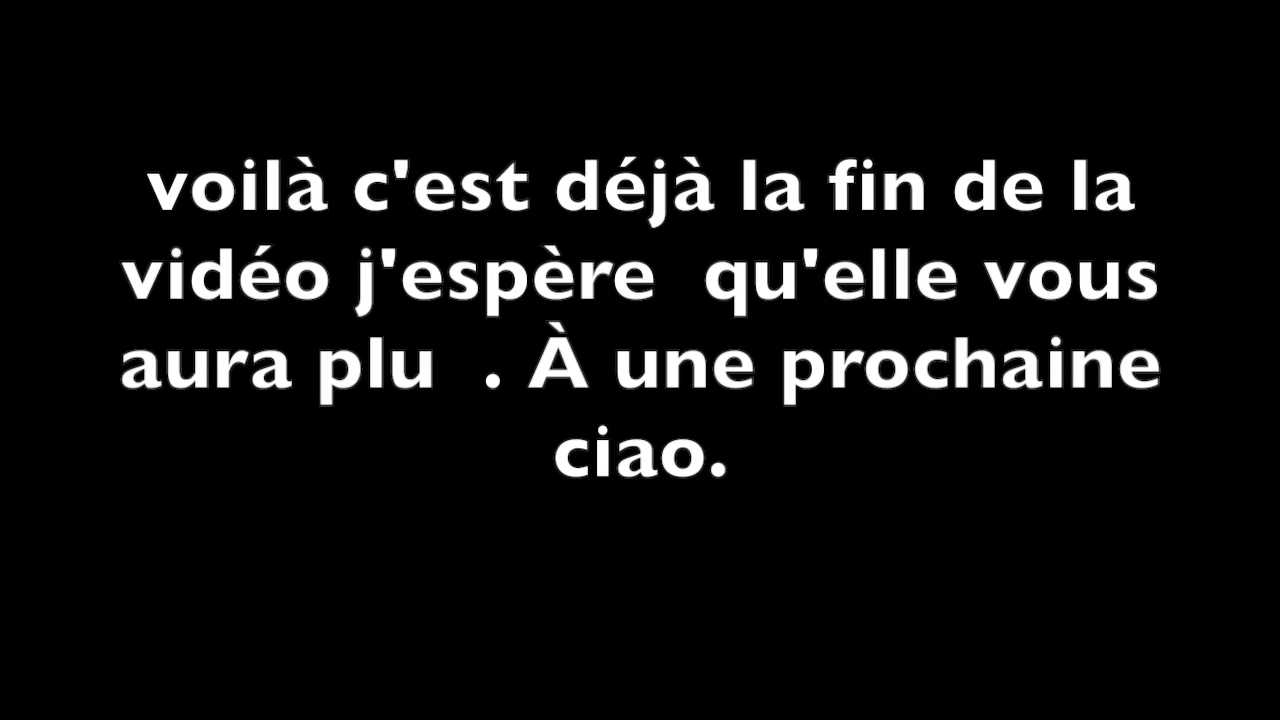 voilà c'est déjà la fin de la
vidéo j'espère  qu'elle vous
aura plu  . À une prochaine
ciao.